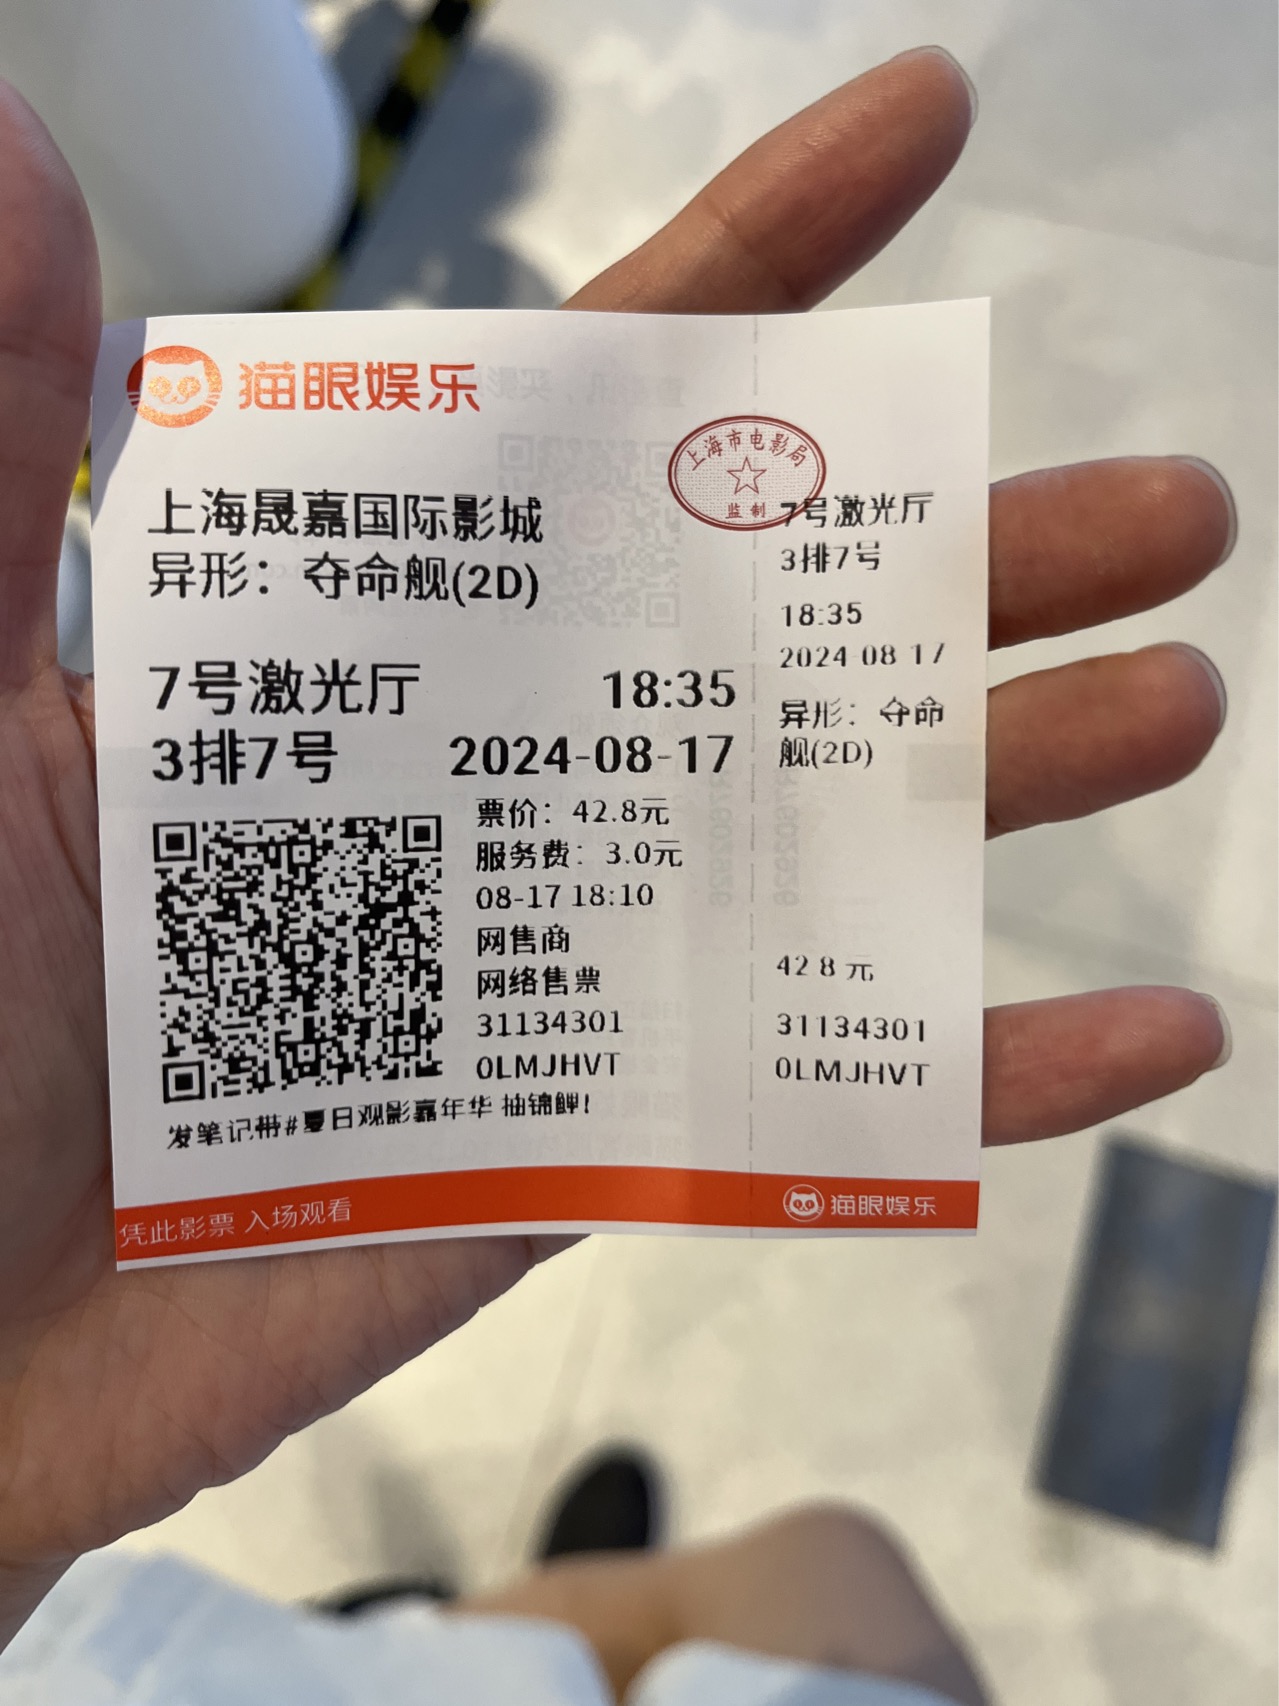 猫眼娱乐
上海市电影局
监制
上海晟嘉国际影城
异形：夺命舰(2D)
7号激光厅 18:35
3排7号 2024-08-17
票价：42.8元
服务费：3.0元
08-17 18:10
网售商
网络售票
31134301
0LMJHVT
发笔记带#夏日观影嘉年华 抽锦鲤!
凭此影票 入场观看
7号激光厅
3排7号
18:35
2024 08 17
异形：夺命
舰(2D)
42 8 元
31134301
0LMJHVT
猫眼娱乐